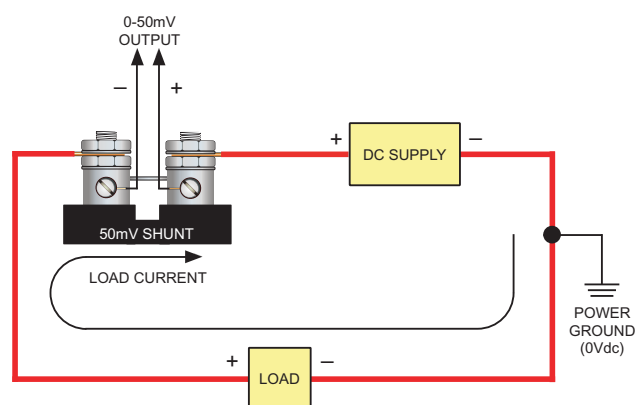 0-50mV
OUTPUT
– +
+ DC SUPPLY –
50mV SHUNT
LOAD CURRENT
POWER
GROUND
(0Vdc)
+ LOAD –